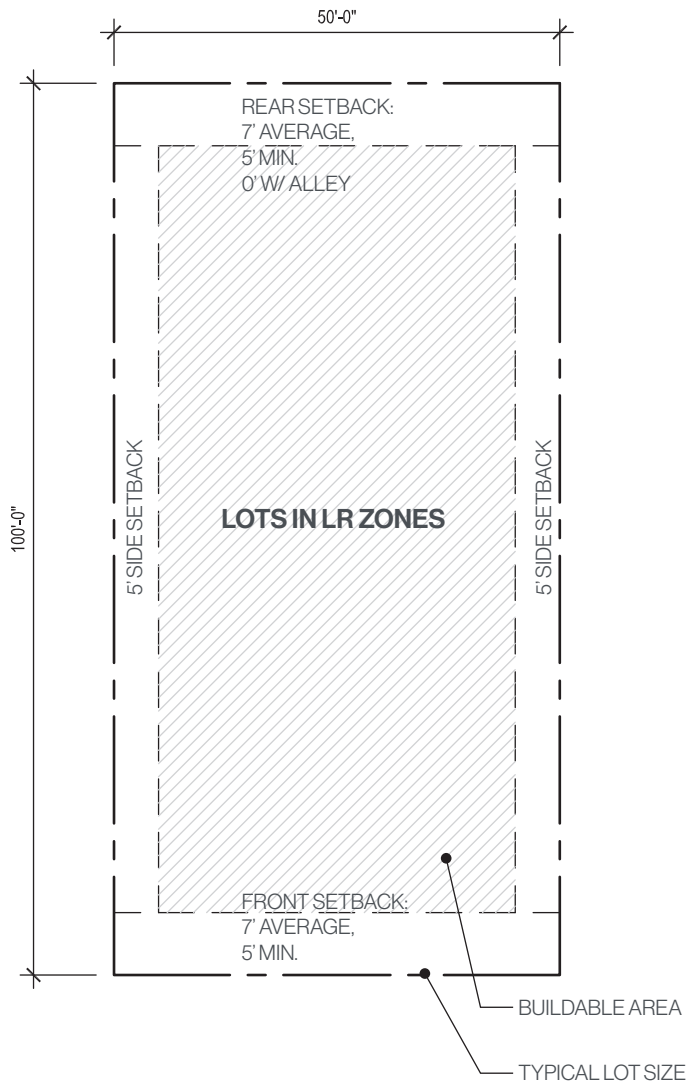 50'-0"
REAR SETBACK:
7' AVERAGE,
5' MIN.
0' W/ ALLEY
100'-0"
5' SIDE SETBACK
LOTS IN LR ZONES
5' SIDE SETBACK
FRONT SETBACK:
7' AVERAGE,
5' MIN.
BUILDABLE AREA
TYPICAL LOT SIZE